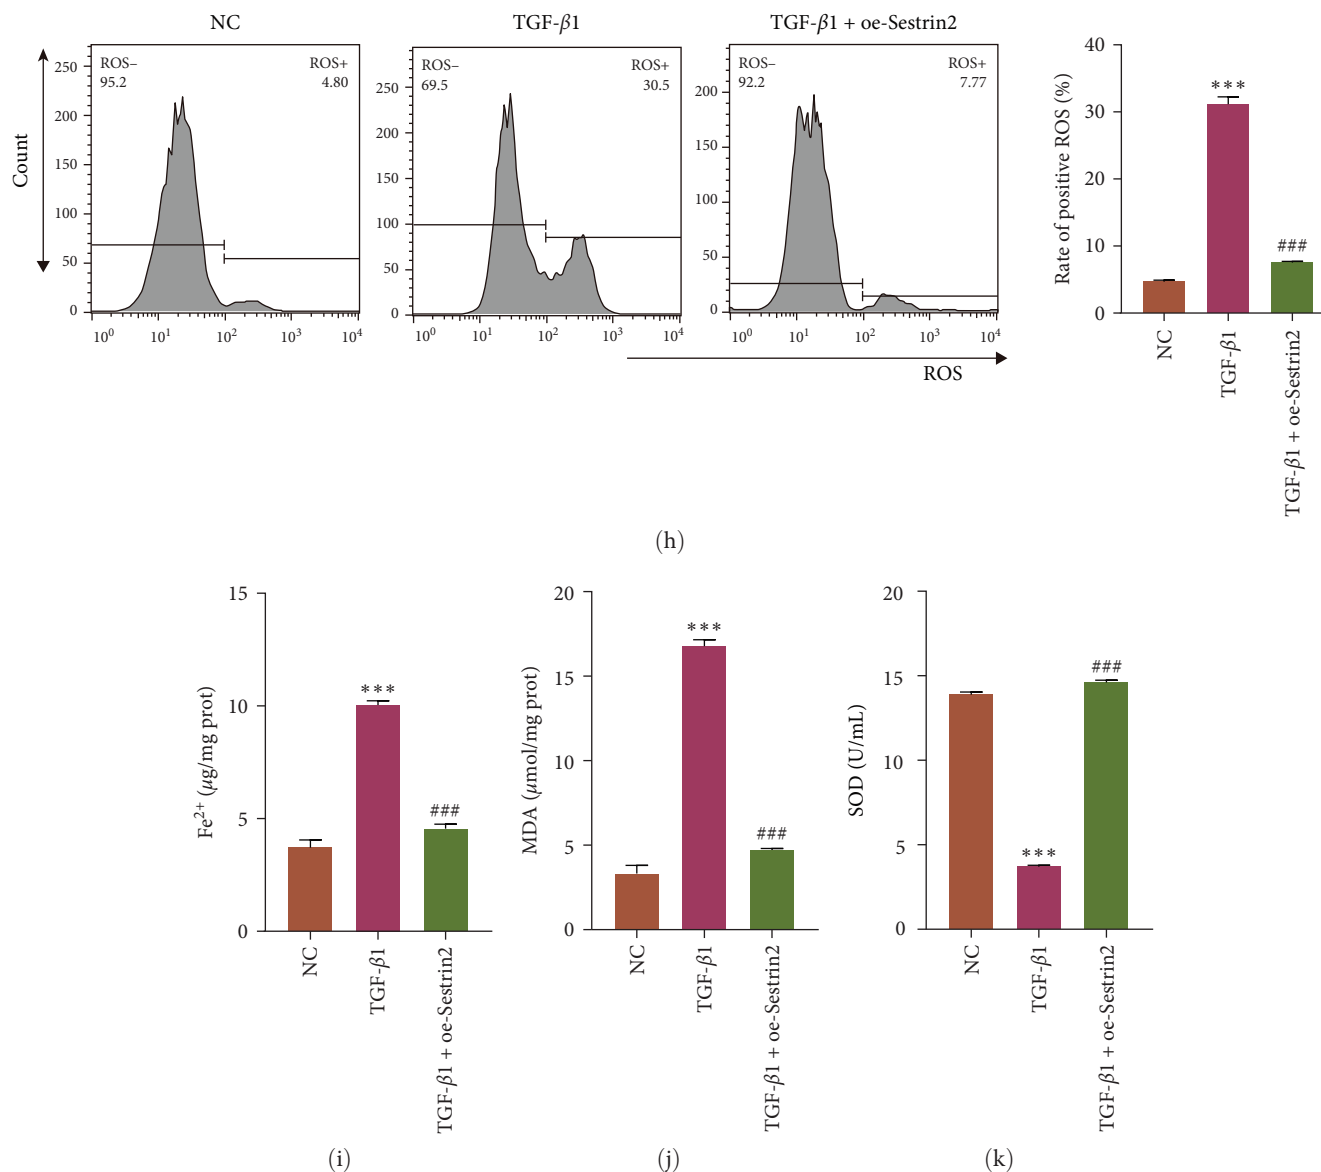 NC
TGF-β1
TGF-β1 + oe-Sestrin2
Count
ROS–
95.2
ROS+
4.80
250
200
150
100
50
0
10⁰
10¹
10²
10³
10⁴
ROS–
69.5
ROS+
30.5
250
200
150
100
50
0
10⁰
10¹
10²
10³
10⁴
ROS–
92.2
ROS+
7.77
200
150
100
50
0
10⁰
10¹
10²
10³
10⁴
ROS
Rate of positive ROS (%)
40
30
20
10
0
***
###
NC
TGF-β1
TGF-β1 + oe-Sestrin2
(h)
Fe²⁺ (μg/mg prot)
15
10
5
0
***
###
NC
TGF-β1
TGF-β1 + oe-Sestrin2
(i)
MDA (μmol/mg prot)
20
15
10
5
0
***
###
NC
TGF-β1
TGF-β1 + oe-Sestrin2
(j)
SOD (U/mL)
20
15
10
5
0
***
###
NC
TGF-β1
TGF-β1 + oe-Sestrin2
(k)